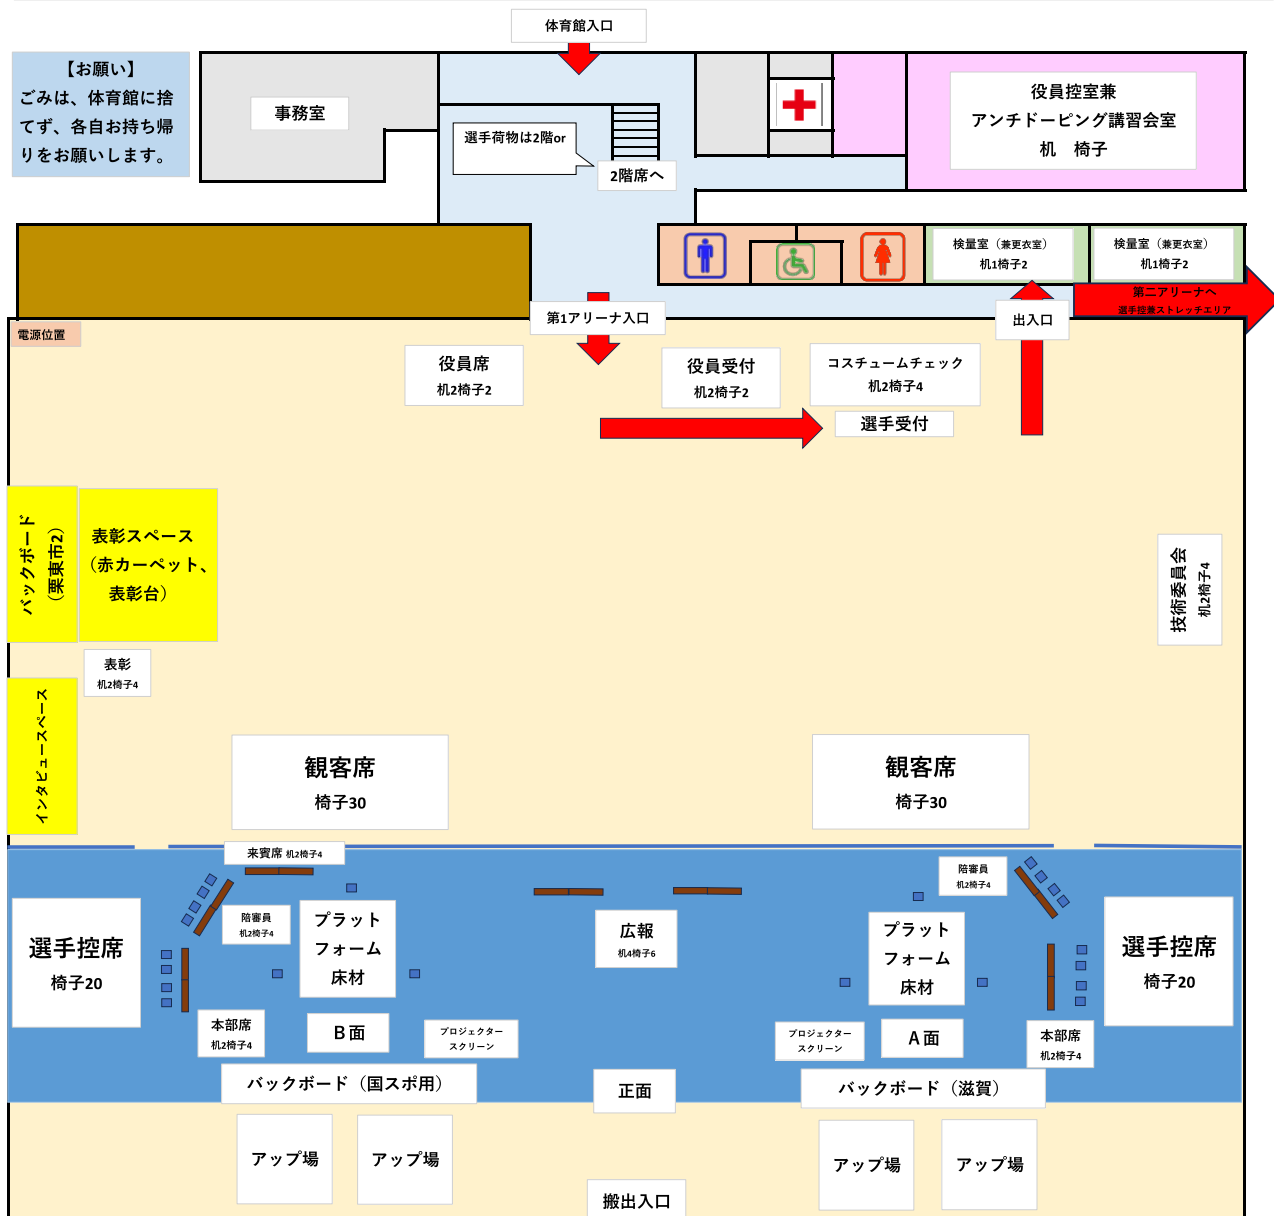 体育館入口
【お願い】
ごみは、体育館に捨
てず、各自お持ち帰
りをお願いします。
事務室
選手荷物は2階or
2階席へ
役員控室兼
アンチドーピング講習会室
机　椅子
検量室（兼更衣室）
机1椅子2
検量室（兼更衣室）
机1椅子2
第二アリーナへ
選手控兼ストレッチエリア
第1アリーナ入口
出入口
電源位置
役員席
机2椅子2
役員受付
机2椅子2
コスチュームチェック
机2椅子4
選手受付
バックボード
（栗東市2）
表彰スペース
（赤カーペット、
表彰台）
技術委員会
机2椅子4
表彰
机2椅子4
インタビュースペース
観客席
椅子30
観客席
椅子30
来賓席 机2椅子4
陪審員
机2椅子4
陪審員
机2椅子4
選手控席
椅子20
プラット
フォーム
床材
広報
机4椅子6
プラット
フォーム
床材
選手控席
椅子20
本部席
机2椅子4
B面
プロジェクター
スクリーン
プロジェクター
スクリーン
A面
本部席
机2椅子4
バックボード（国スポ用）
正面
バックボード（滋賀）
アップ場
アップ場
アップ場
アップ場
搬出入口